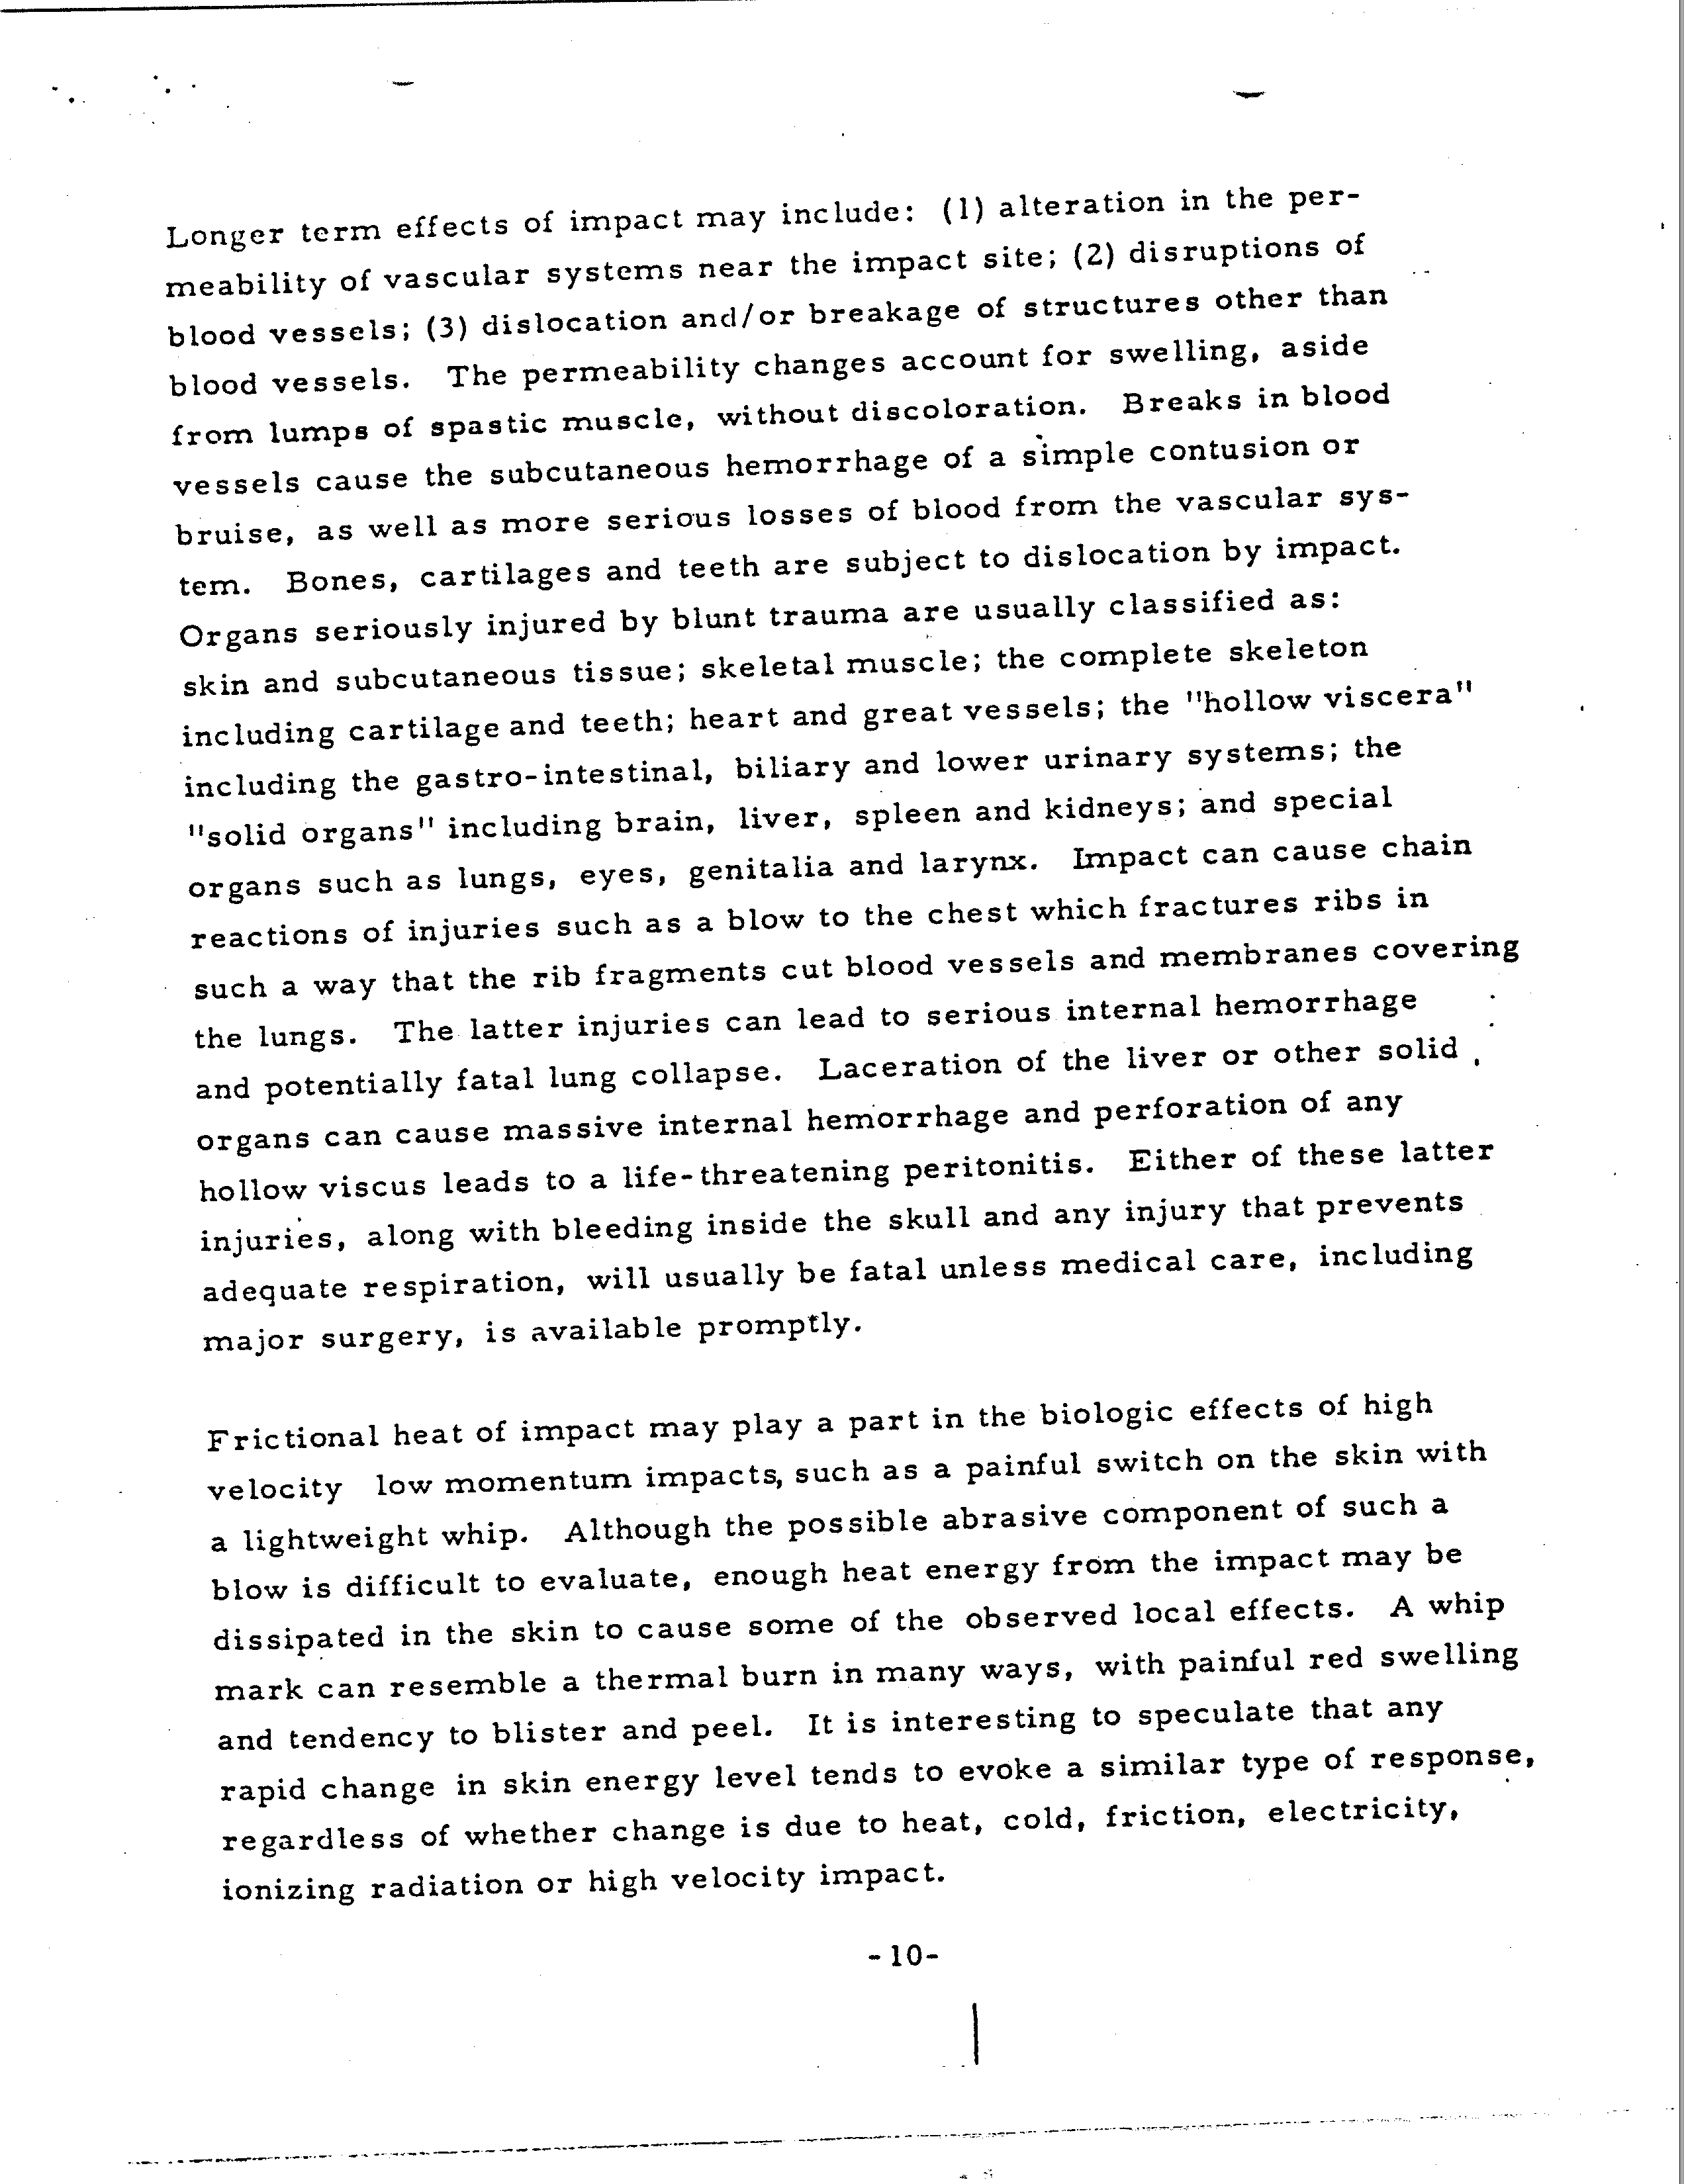 Longer term effects of impact may include: (1) alteration in the per-
meability of vascular systems near the impact site; (2) disruptions of
blood vessels; (3) dislocation and/or breakage of structures other than
blood vessels. The permeability changes account for swelling, aside
from lumps of spastic muscle, without discoloration. Breaks in blood
vessels cause the subcutaneous hemorrhage of a simple contusion or
bruise, as well as more serious losses of blood from the vascular sys-
tem. Bones, cartilages and teeth are subject to dislocation by impact.
Organs seriously injured by blunt trauma are usually classified as:
skin and subcutaneous tissue; skeletal muscle; the complete skeleton
including cartilage and teeth; heart and great vessels; the "hollow viscera"
including the gastro-intestinal, biliary and lower urinary systems; the
"solid organs" including brain, liver, spleen and kidneys; and special
organs such as lungs, eyes, genitalia and larynx. Impact can cause chain
reactions of injuries such as a blow to the chest which fractures ribs in
such a way that the rib fragments cut blood vessels and membranes covering
the lungs. The latter injuries can lead to serious internal hemorrhage
and potentially fatal lung collapse. Laceration of the liver or other solid
organs can cause massive internal hemorrhage and perforation of any
hollow viscus leads to a life-threatening peritonitis. Either of these latter
injuries, along with bleeding inside the skull and any injury that prevents
adequate respiration, will usually be fatal unless medical care, including
major surgery, is available promptly.
Frictional heat of impact may play a part in the biologic effects of high
velocity low momentum impacts, such as a painful switch on the skin with
a lightweight whip. Although the possible abrasive component of such a
blow is difficult to evaluate, enough heat energy from the impact may be
dissipated in the skin to cause some of the observed local effects. A whip
mark can resemble a thermal burn in many ways, with painful red swelling
and tendency to blister and peel. It is interesting to speculate that any
rapid change in skin energy level tends to evoke a similar type of response,
regardless of whether change is due to heat, cold, friction, electricity,
ionizing radiation or high velocity impact.
-10-